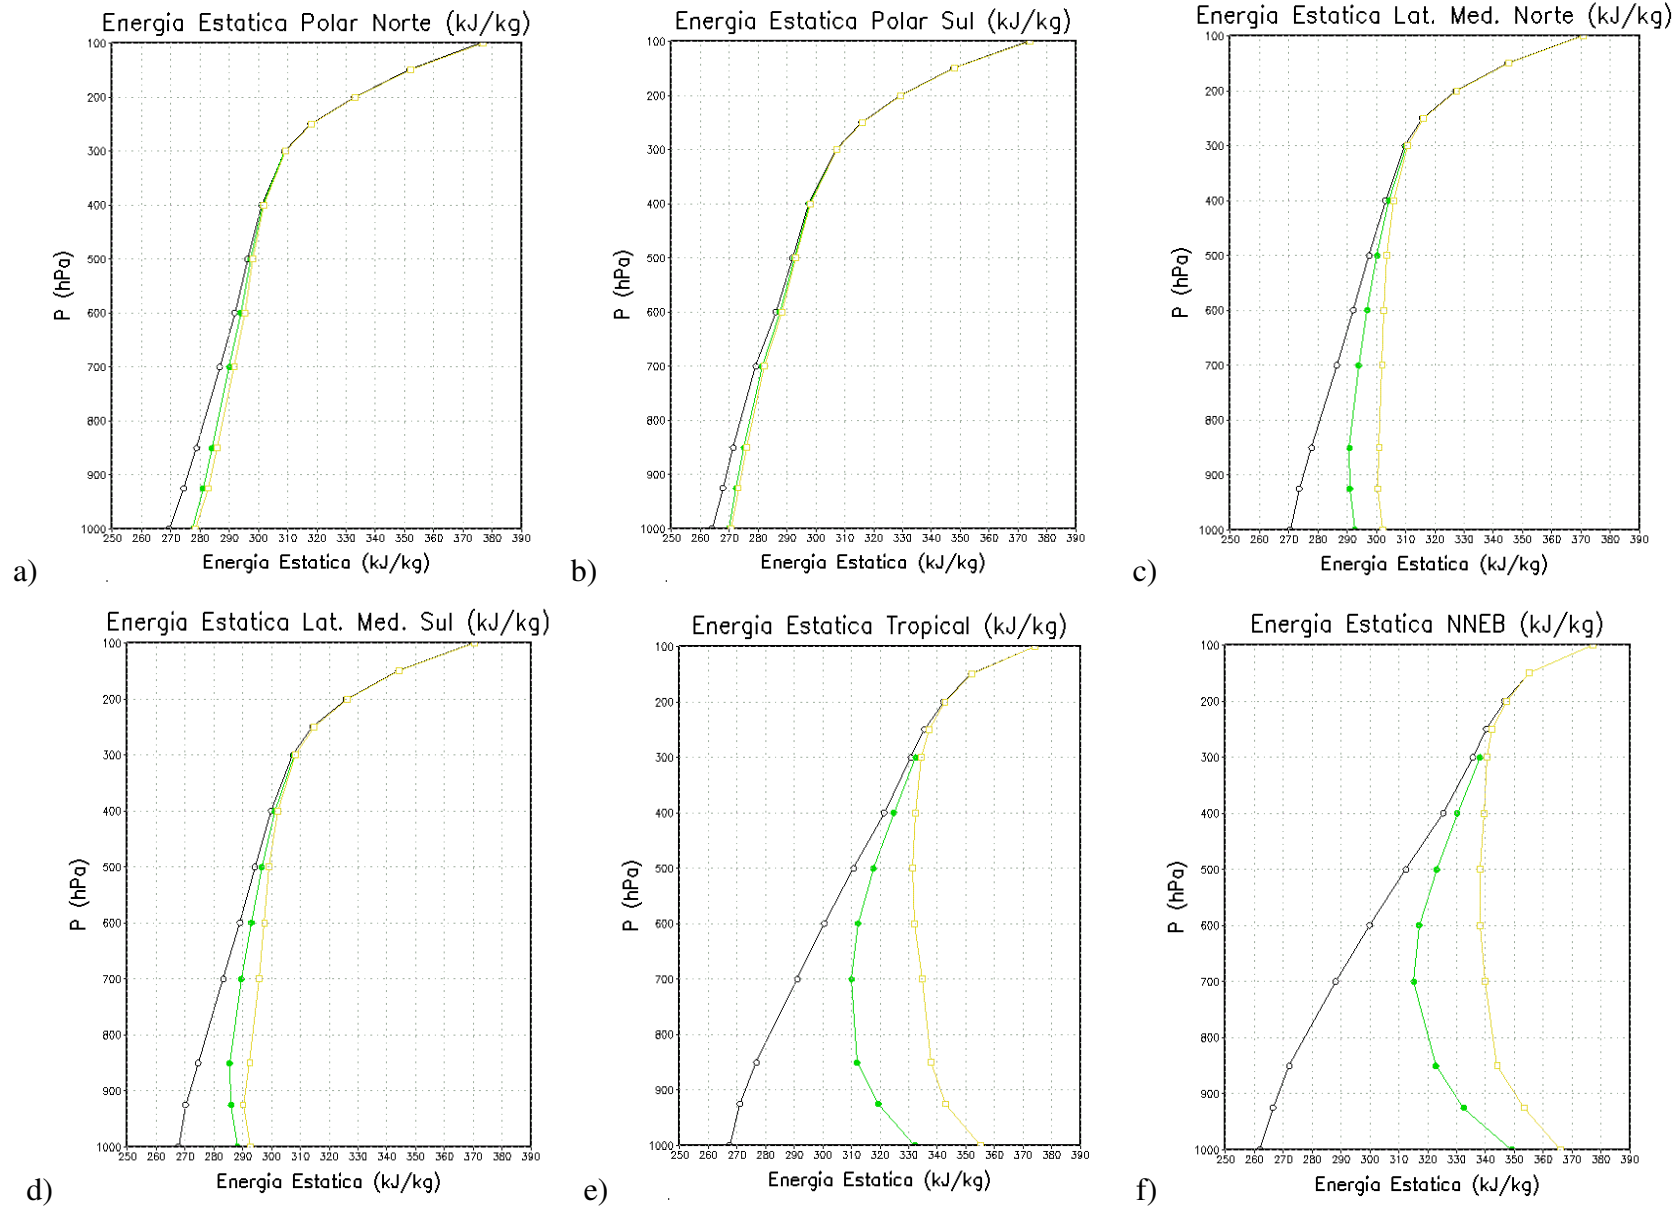 Energia Estatica Polar Norte (kJ/kg)
100
200
300
400
500
600
700
800
900
1000
P (hPa)
250 260 270 280 290 300 310 320 330 340 350 360 370 380 390
Energia Estatica (kJ/kg)
a)
Energia Estatica Polar Sul (kJ/kg)
100
200
300
400
500
600
700
800
900
1000
P (hPa)
250 260 270 280 290 300 310 320 330 340 350 360 370 380 390
Energia Estatica (kJ/kg)
b)
Energia Estatica Lat. Med. Norte (kJ/kg)
100
200
300
400
500
600
700
800
900
1000
P (hPa)
250 260 270 280 290 300 310 320 330 340 350 360 370 380 390
Energia Estatica (kJ/kg)
c)
Energia Estatica Lat. Med. Sul (kJ/kg)
100
200
300
400
500
600
700
800
900
1000
P (hPa)
250 260 270 280 290 300 310 320 330 340 350 360 370 380 390
Energia Estatica (kJ/kg)
d)
Energia Estatica Tropical (kJ/kg)
100
200
300
400
500
600
700
800
900
1000
P (hPa)
250 260 270 280 290 300 310 320 330 340 350 360 370 380 390
Energia Estatica (kJ/kg)
e)
Energia Estatica NNEB (kJ/kg)
100
200
300
400
500
600
700
800
900
1000
P (hPa)
250 260 270 280 290 300 310 320 330 340 350 360 370 380 390
Energia Estatica (kJ/kg)
f)